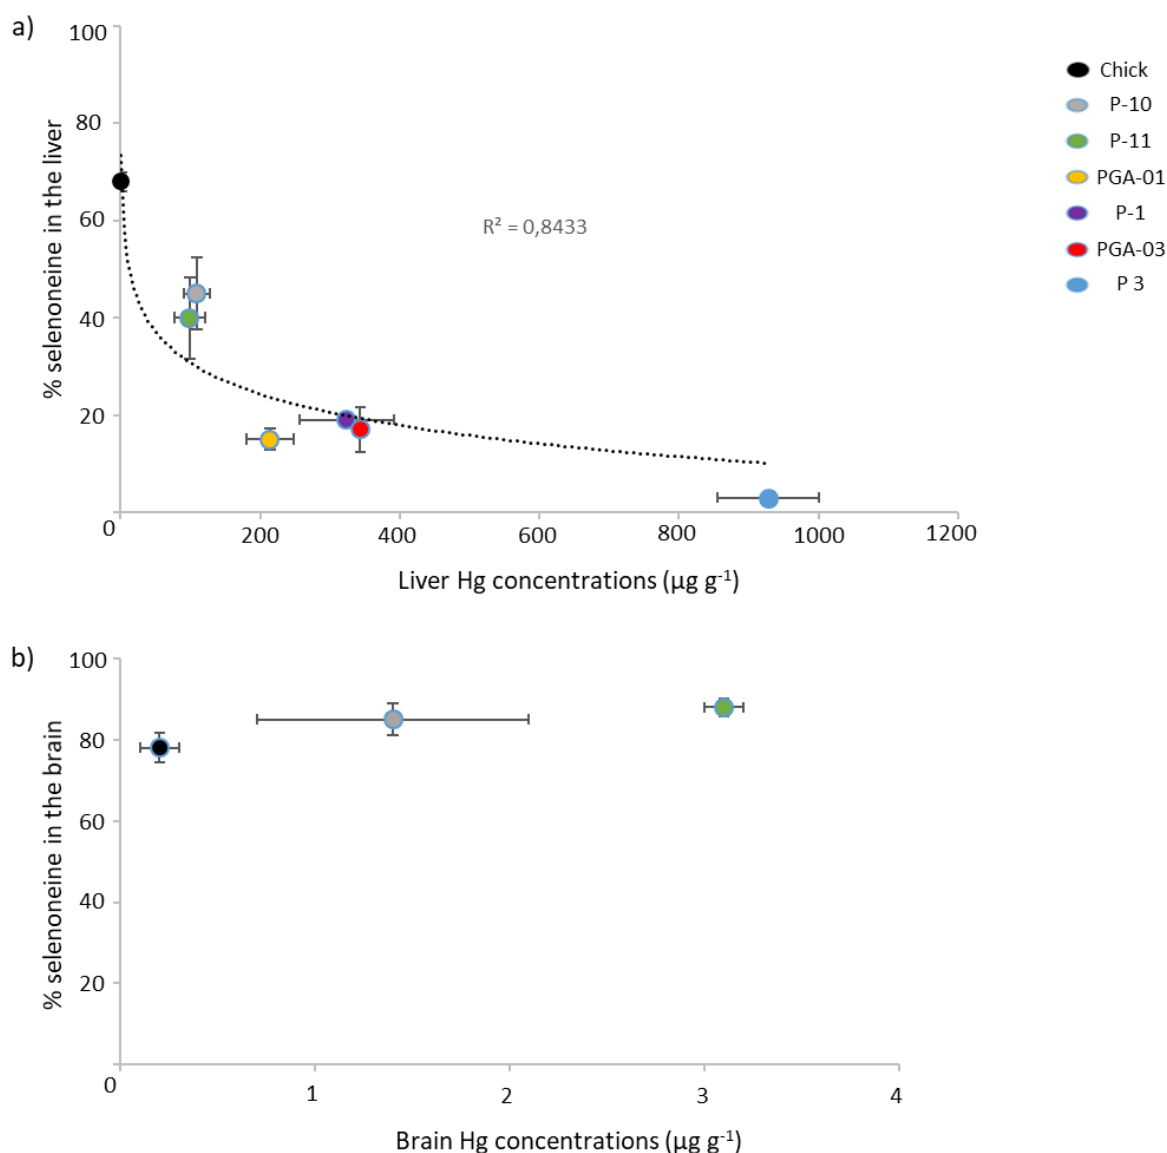 a)
100
80
60
40
20
0
200
400
600
800
1000
1200
% selenoneine in the liver
R² = 0,8433
Liver Hg concentrations (µg g⁻¹)
Chick
P-10
P-11
PGA-01
P-1
PGA-03
P 3
b)
100
80
60
40
20
0
1
2
3
4
% selenoneine in the brain
Brain Hg concentrations (µg g⁻¹)